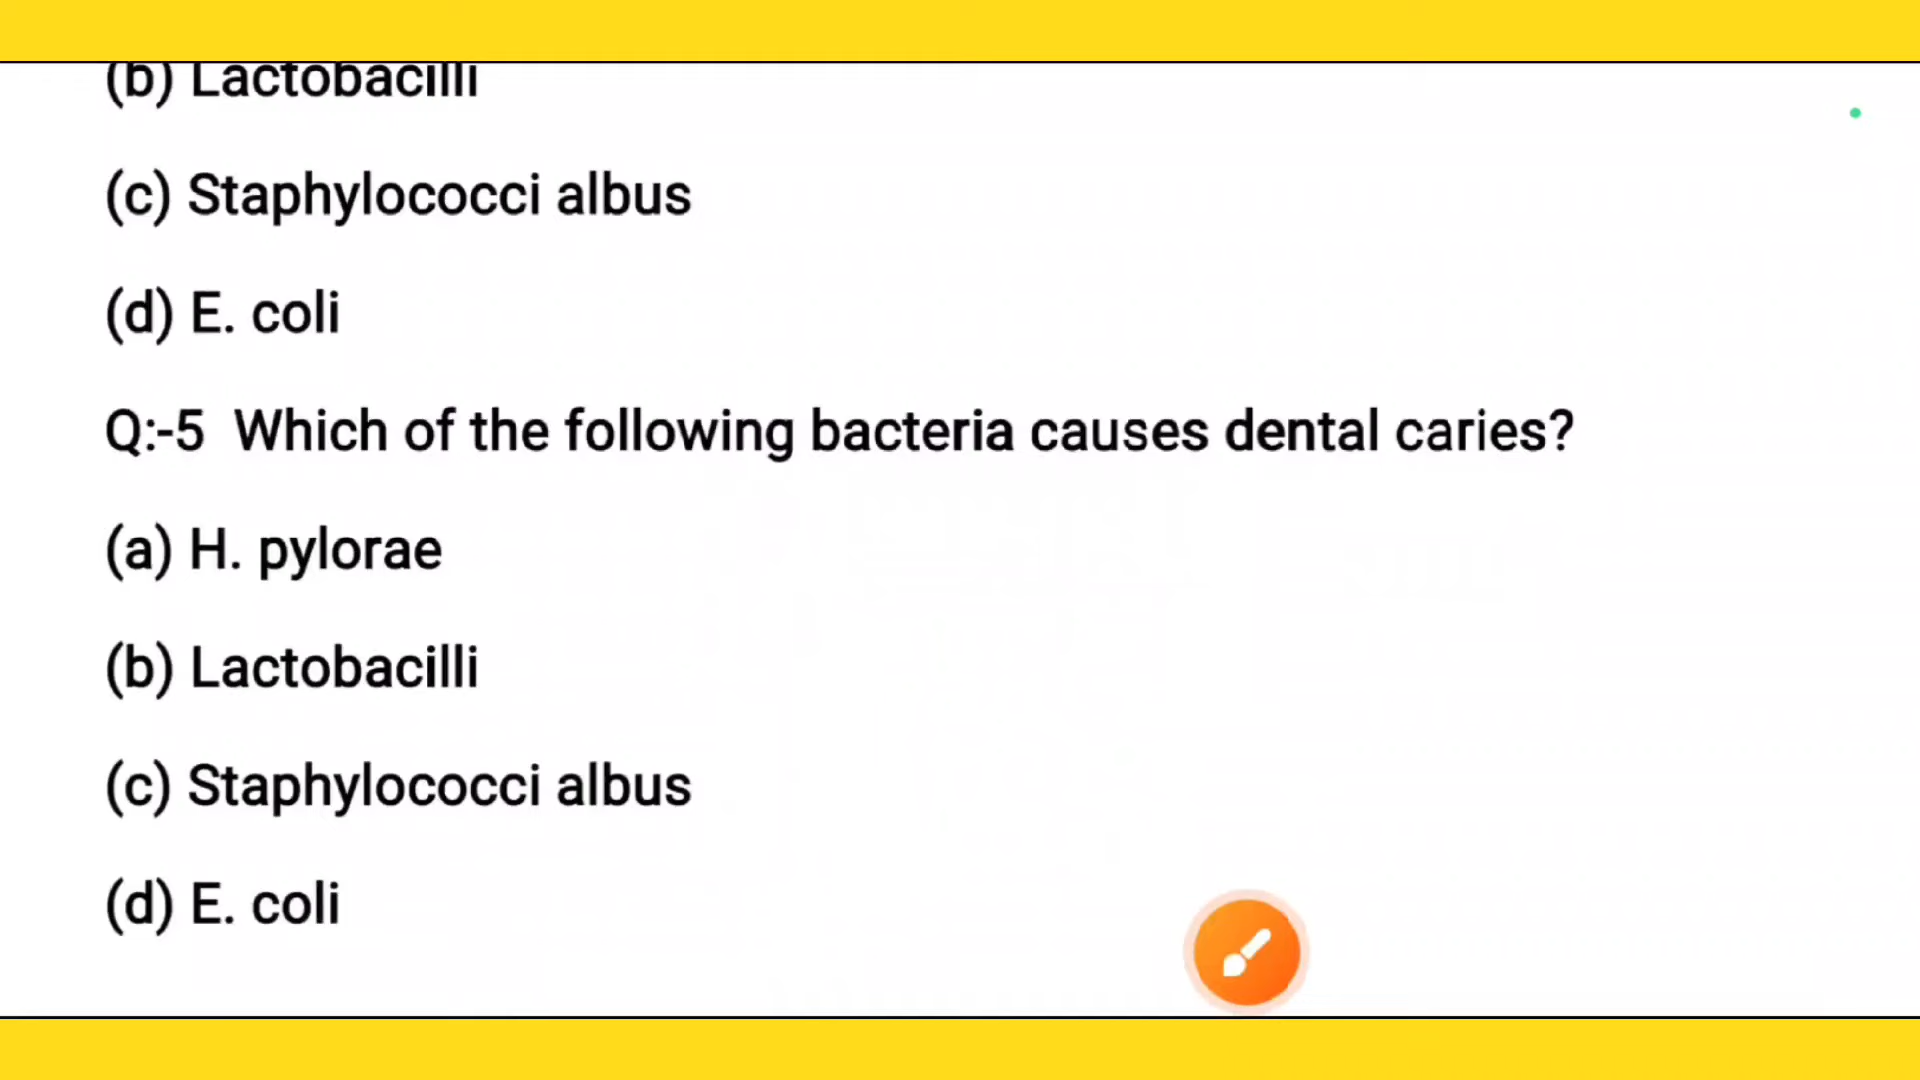 (b) Lactobacilli
(c) Staphylococci albus
(d) E. coli
Q:-5 Which of the following bacteria causes dental caries?
(a) H. pylorae
(b) Lactobacilli
(c) Staphylococci albus
(d) E. coli